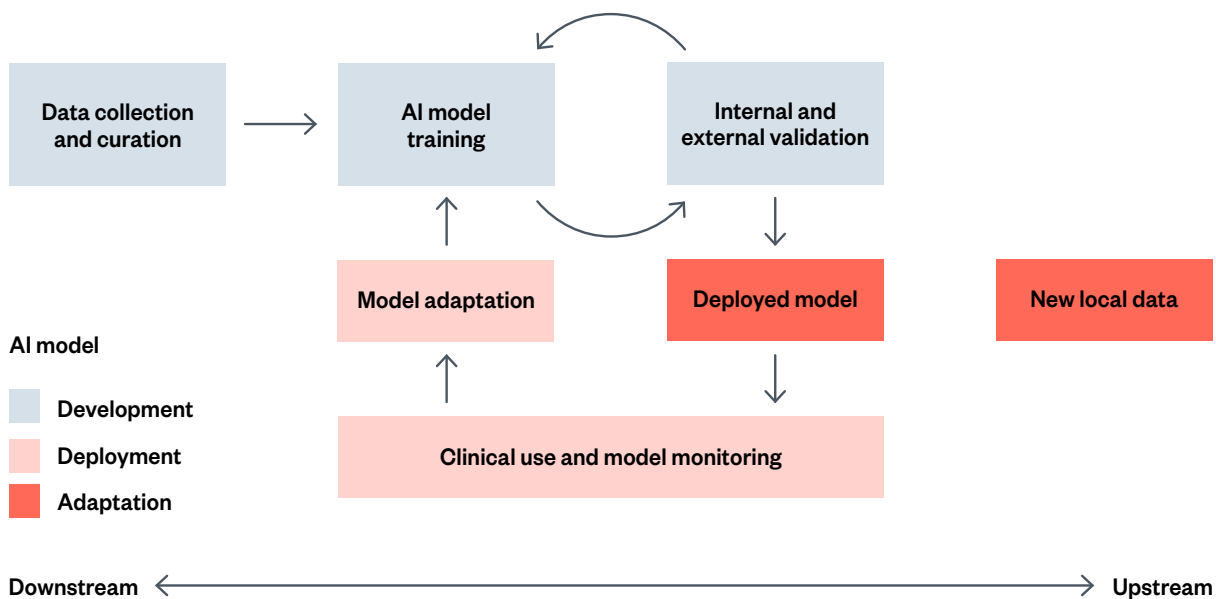 Data collection
and curation
AI model
training
Internal and
external validation
Model adaptation
Deployed model
New local data
AI model
Development
Deployment
Adaptation
Clinical use and model monitoring
Downstream
Upstream